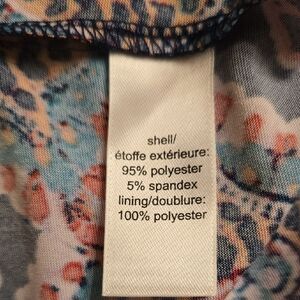 shell/
étoffe extérieure:
95% polyester
5% spandex
lining/doublure:
100% polyester